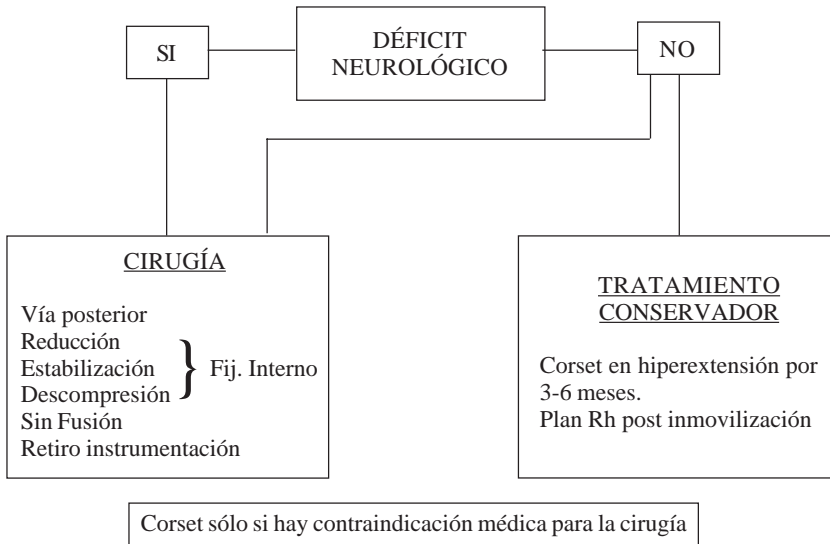 SI
DÉFICIT
NEUROLÓGICO
NO
CIRUGÍA
Vía posterior
Reducción
Estabilización
Descompresión
} Fij. Interno
Sin Fusión
Retiro instrumentación
TRATAMIENTO
CONSERVADOR
Corset en hiperextensión por
3-6 meses.
Plan Rh post inmovilización
Corset sólo si hay contraindicación médica para la cirugía